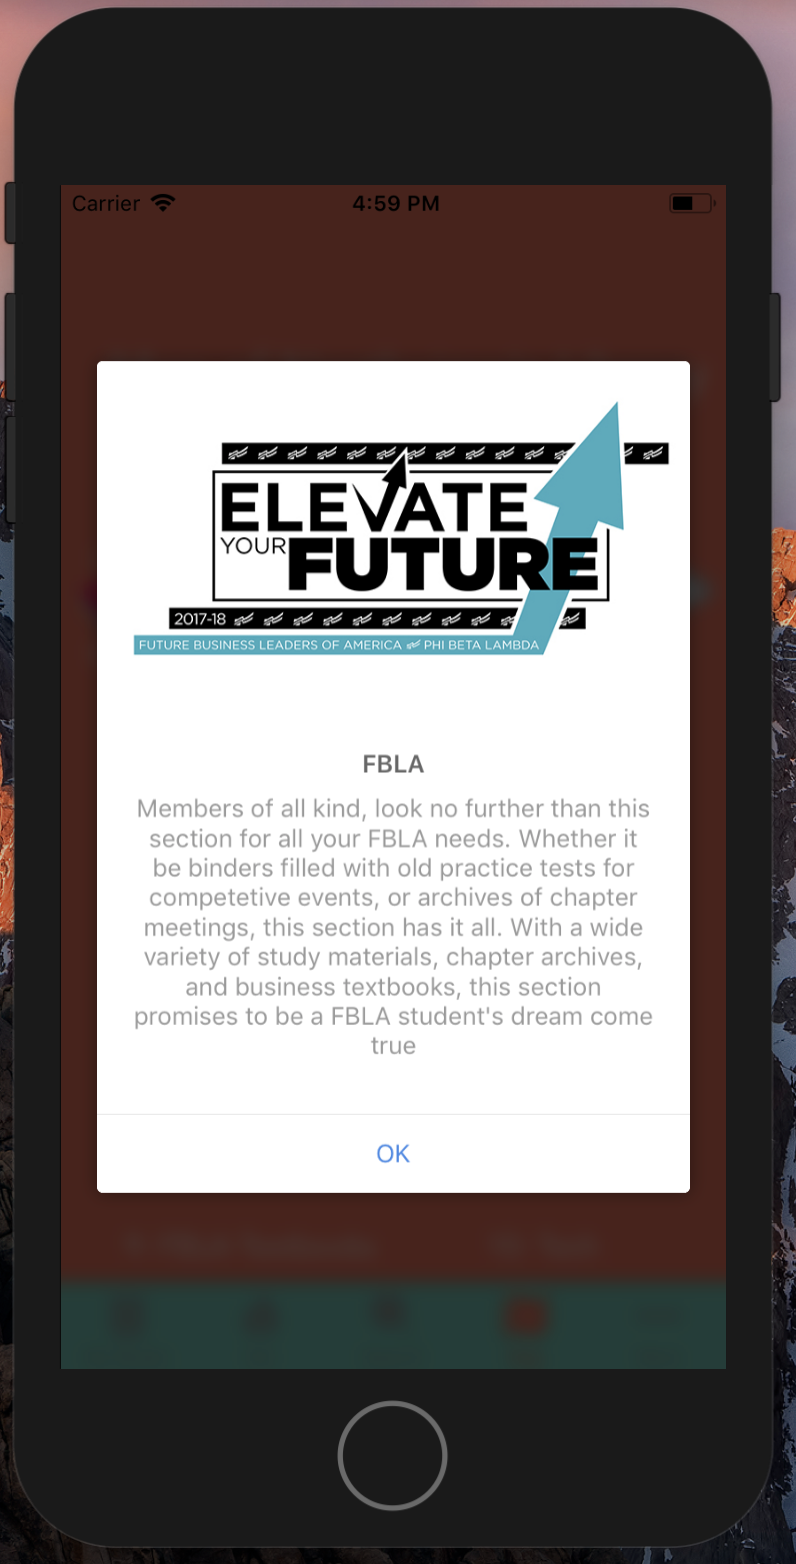 Carrier
4:59 PM
ELEVATE
YOUR FUTURE
2017-18
FUTURE BUSINESS LEADERS OF AMERICA PHI BETA LAMBDA
FBLA
Members of all kind, look no further than this
section for all your FBLA needs. Whether it
be binders filled with old practice tests for
competetive events, or archives of chapter
meetings, this section has it all. With a wide
variety of study materials, chapter archives,
and business textbooks, this section
promises to be a FBLA student's dream come
true
OK